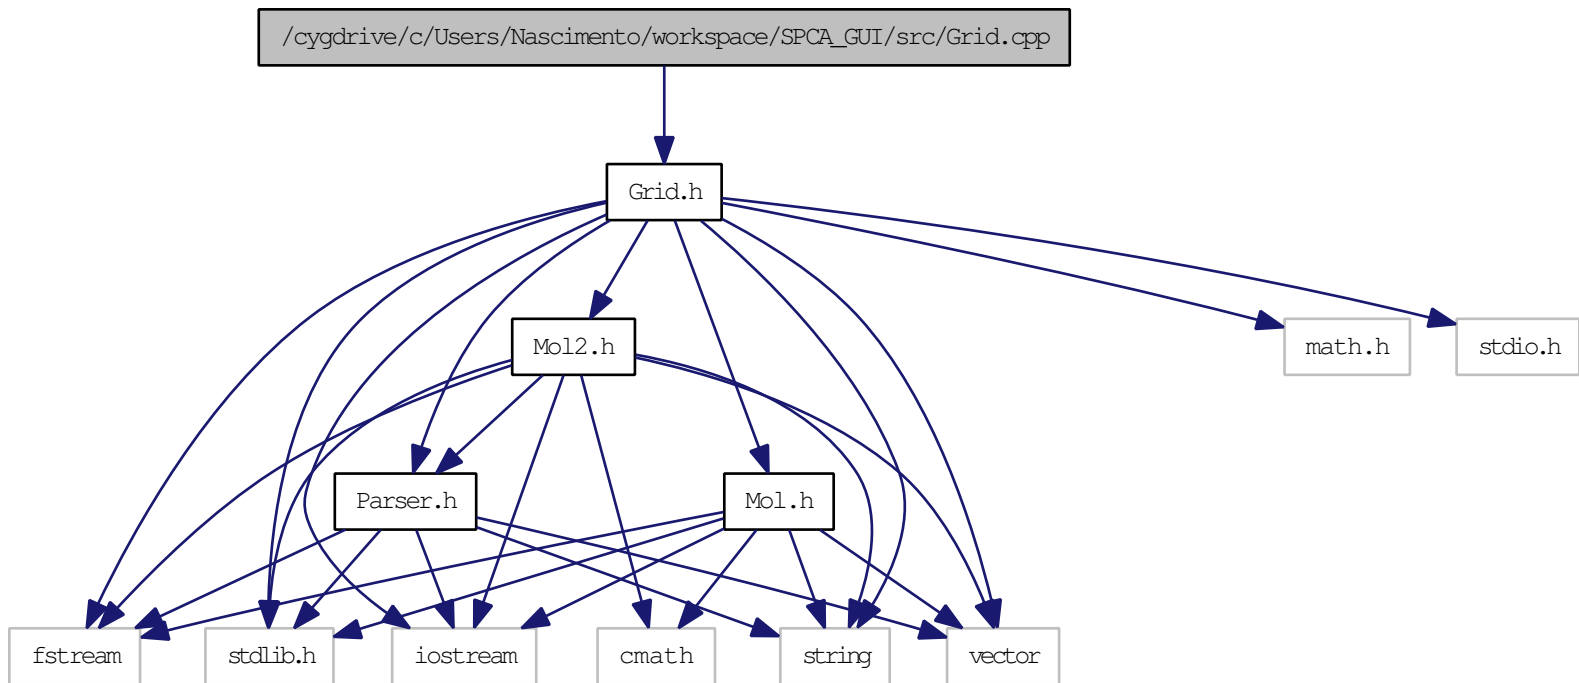 /cygdrive/c/Users/Nascimento/workspace/SPCA_GUI/src/Grid.cpp
Grid.h
Mol2.h
math.h
stdio.h
Parser.h
Mol.h
fstream
stdlib.h
iostream
cmath
string
vector